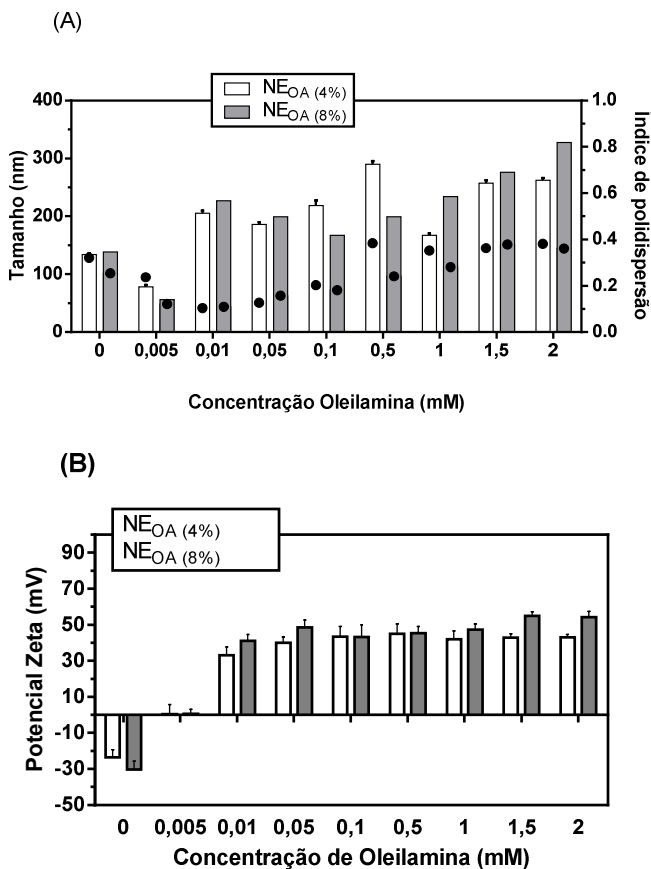 (A)
NEOA (4%)
NEOA (8%)
400
300
200
100
0
Tamanho (nm)
1.0
0.8
0.6
0.4
0.2
0.0
Indice de polidispersão
0 0,005 0,01 0,05 0,1 0,5 1 1,5 2
Concentração Oleilamina (mM)
(B)
NEOA (4%)
NEOA (8%)
90
70
50
30
10
-10
-30
-50
Potencial Zeta (mV)
0 0,005 0,01 0,05 0,1 0,5 1 1,5 2
Concentração de Oleilamina (mM)